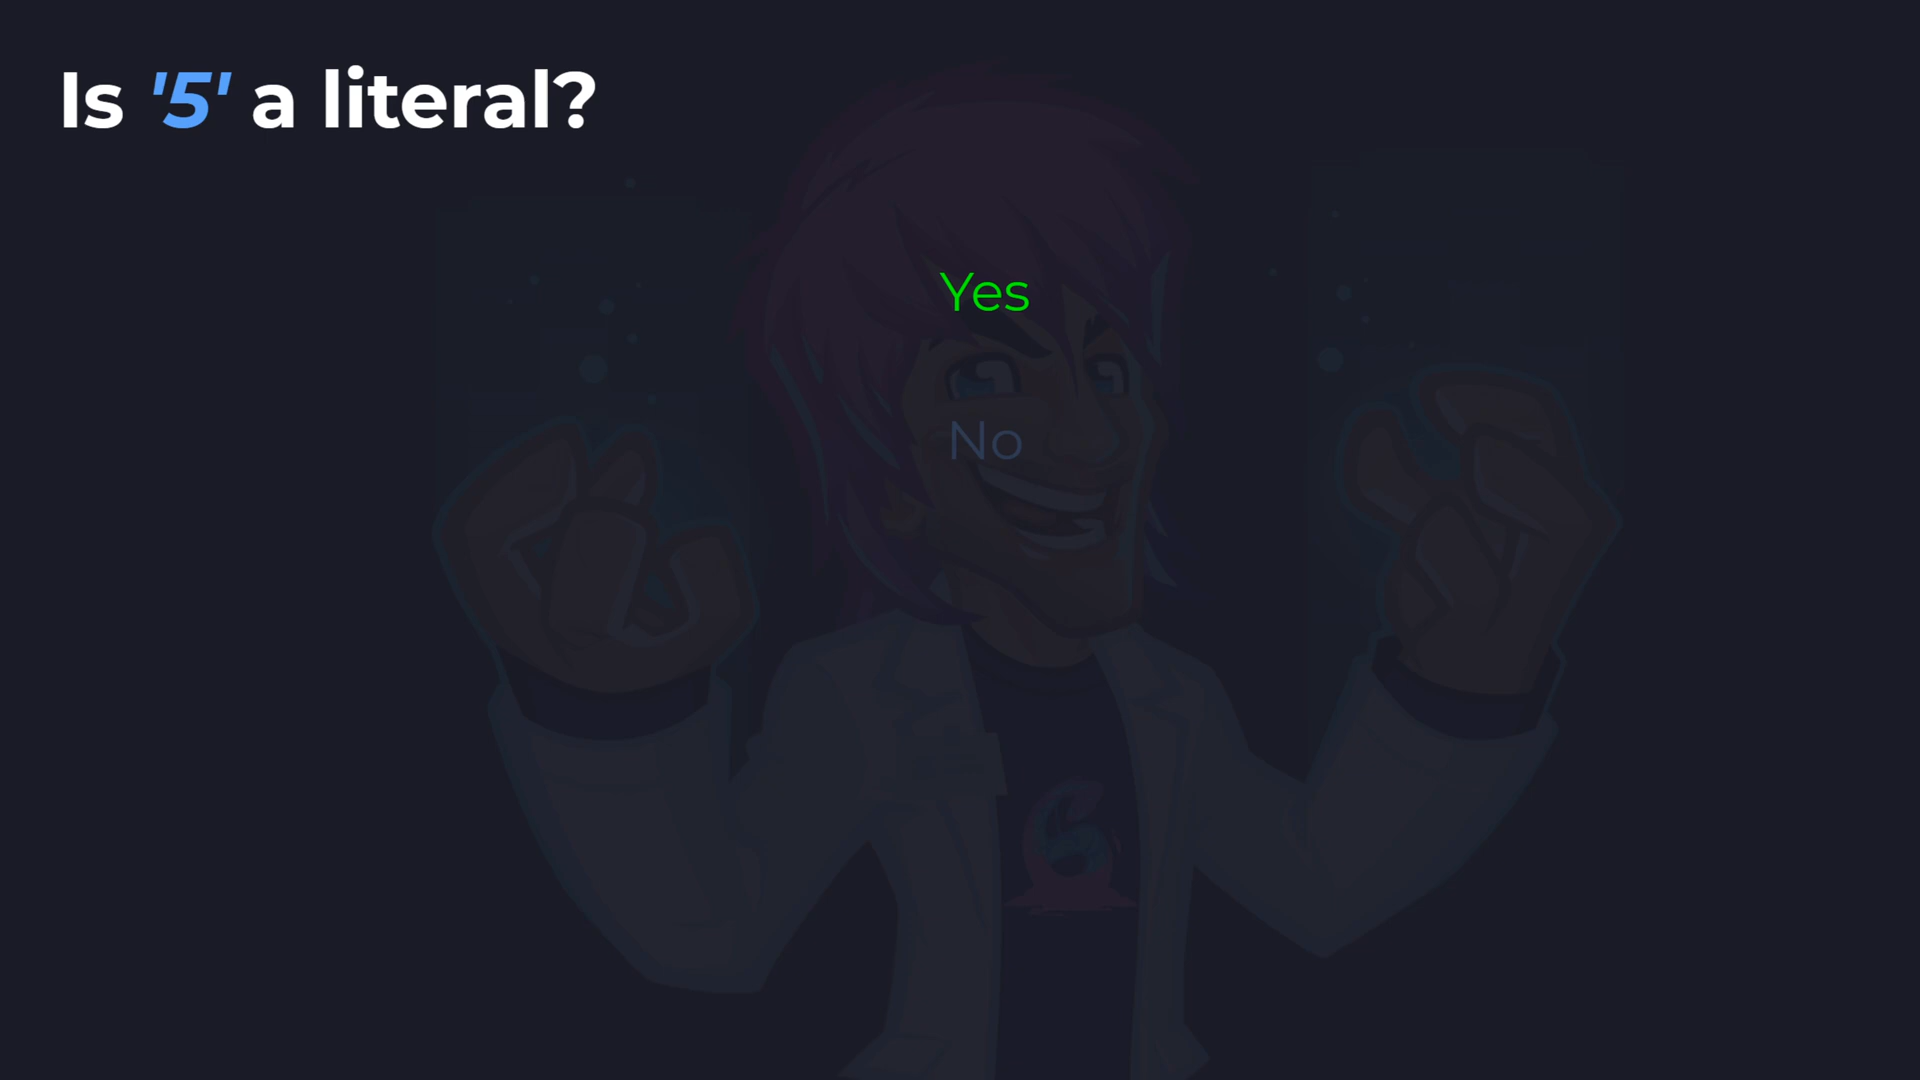 Is '5' a literal?
Yes
No